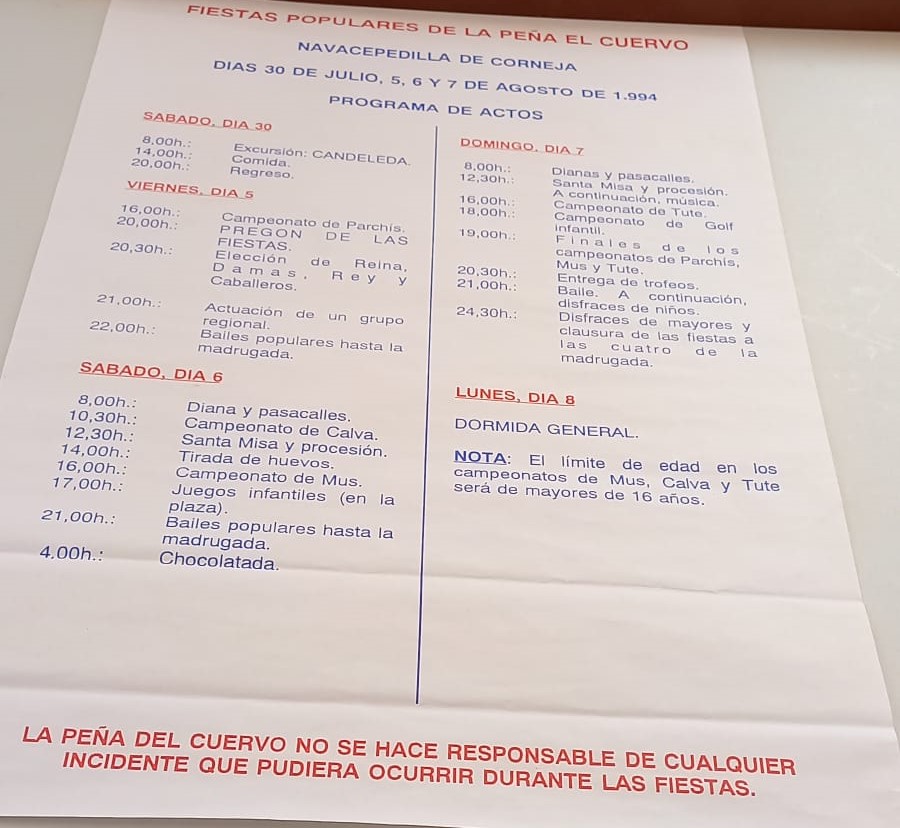 FIESTAS POPULARES DE LA PEÑA EL CUERVO
NAVACEPEDILLA DE CORNEJA
DIAS 30 DE JULIO, 5, 6 Y 7 DE AGOSTO DE 1.994
PROGRAMA DE ACTOS
SABADO, DIA 30
8,00h.: Excursión: CANDELEDA.
14,00h.: Comida.
20,00h.: Regreso.
VIERNES, DIA 5
16,00h.: Campeonato de Parchís.
20,00h.: PREGON DE LAS
FIESTAS.
20,30h.: Elección de Reina,
Damas, Rey y
Caballeros.
21,00h.: Actuación de un grupo
regional.
22,00h.: Bailes populares hasta la
madrugada.
SABADO, DIA 6
8,00h.: Diana y pasacalles.
10,30h.: Campeonato de Calva.
12,30h.: Santa Misa y procesión.
14,00h.: Tirada de huevos.
16,00h.: Campeonato de Mus.
17,00h.: Juegos infantiles (en la
plaza).
21,00h.: Bailes populares hasta la
madrugada.
4,00h.: Chocolatada.
DOMINGO, DIA 7
8,00h.: Dianas y pasacalles.
12,30h.: Santa Misa y procesión.
A continuación, música.
16,00h.: Campeonato de Tute.
18,00h.: Campeonato de Golf
infantil.
19,00h.: Finales de los
campeonatos de Parchís,
Mus y Tute.
20,30h.: Entrega de trofeos.
21,00h.: Baile. A continuación,
disfraces de niños.
24,30h.: Disfraces de mayores y
clausura de las fiestas a
las cuatro de la
madrugada.
LUNES, DIA 8
DORMIDA GENERAL.
NOTA: El límite de edad en los
campeonatos de Mus, Calva y Tute
será de mayores de 16 años.
LA PEÑA DEL CUERVO NO SE HACE RESPONSABLE DE CUALQUIER
INCIDENTE QUE PUDIERA OCURRIR DURANTE LAS FIESTAS.